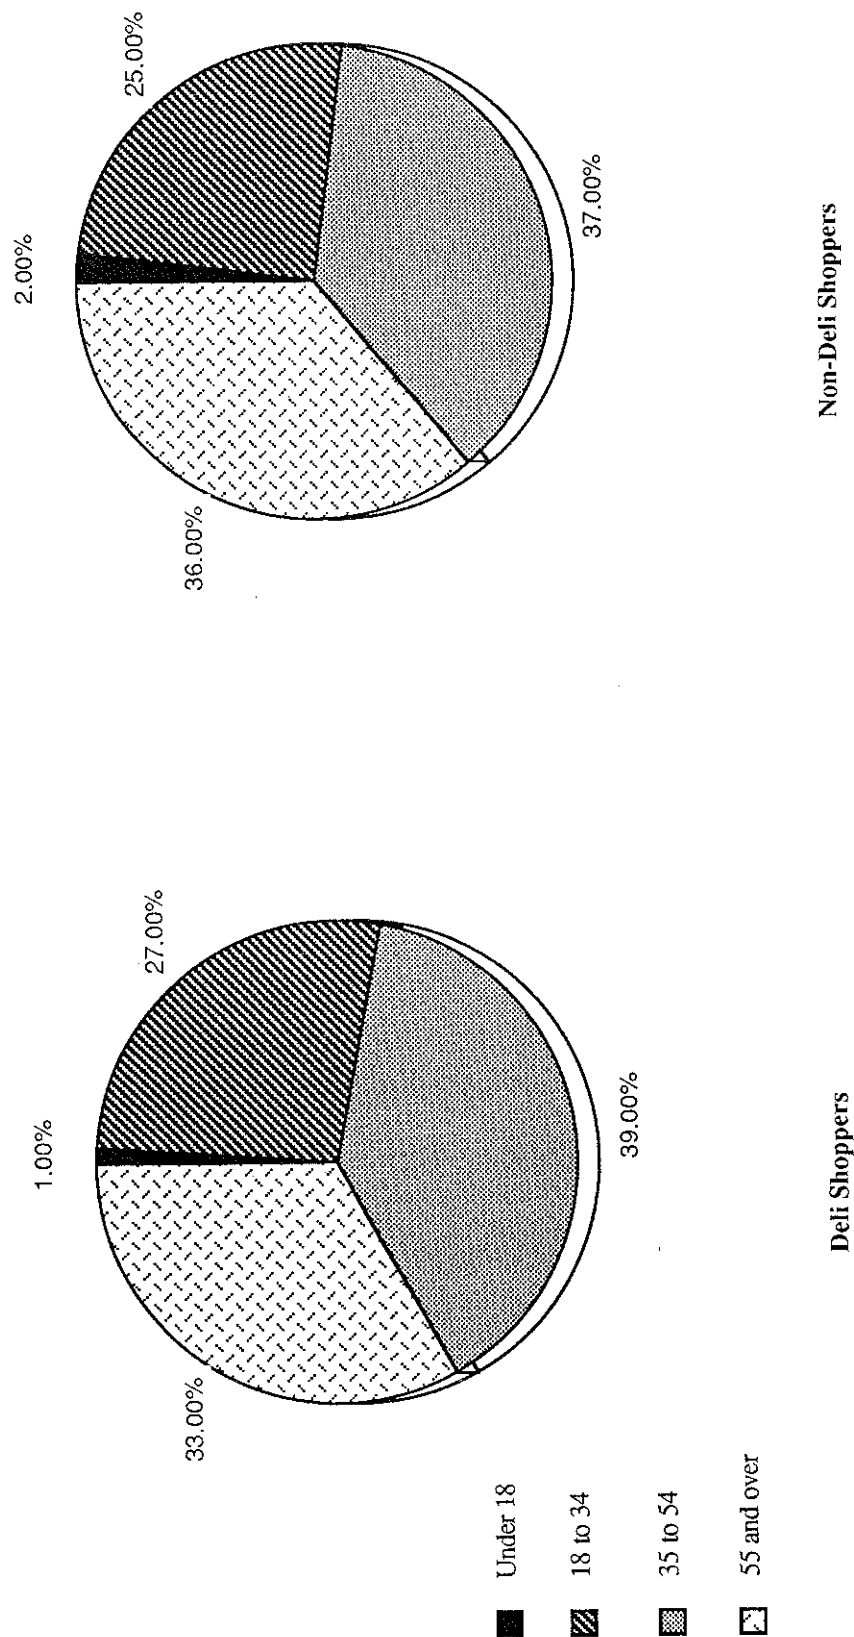 1.00%
27.00%
39.00%
33.00%
Deli Shoppers
2.00%
25.00%
37.00%
36.00%
Non-Deli Shoppers
Under 18
18 to 34
35 to 54
55 and over